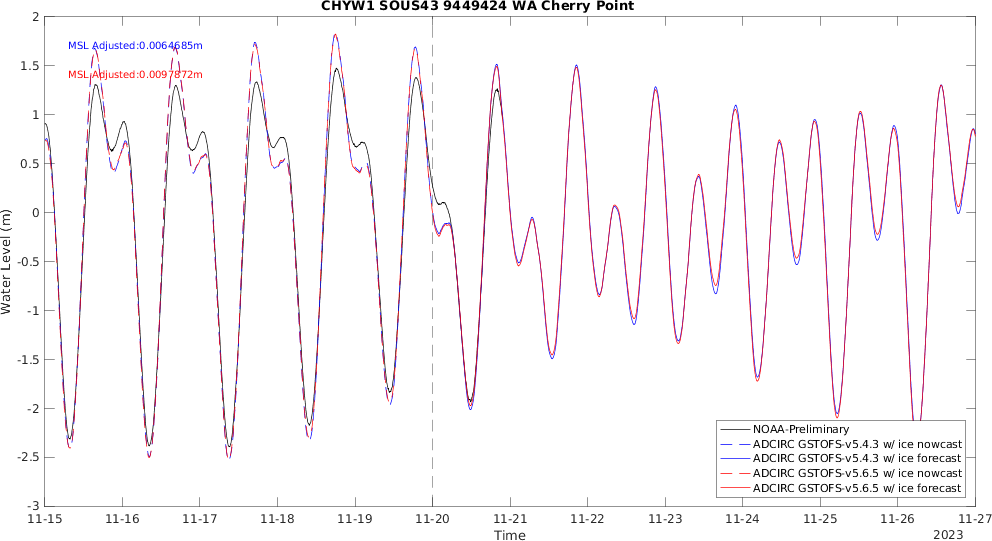 CHYW1 SOUS43 9449424 WA Cherry Point
MSL Adjusted:0.0064685m
MSL Adjusted:0.0097872m
Water Level (m)
2
1.5
1
0.5
0
-0.5
-1
-1.5
-2
-2.5
-3
NOAA-Preliminary
ADCIRC GSTOFS-v5.4.3 w/ ice nowcast
ADCIRC GSTOFS-v5.4.3 w/ ice forecast
ADCIRC GSTOFS-v5.6.5 w/ ice nowcast
ADCIRC GSTOFS-v5.6.5 w/ ice forecast
11-15 11-16 11-17 11-18 11-19 11-20 11-21 11-22 11-23 11-24 11-25 11-26 11-27
Time
2023